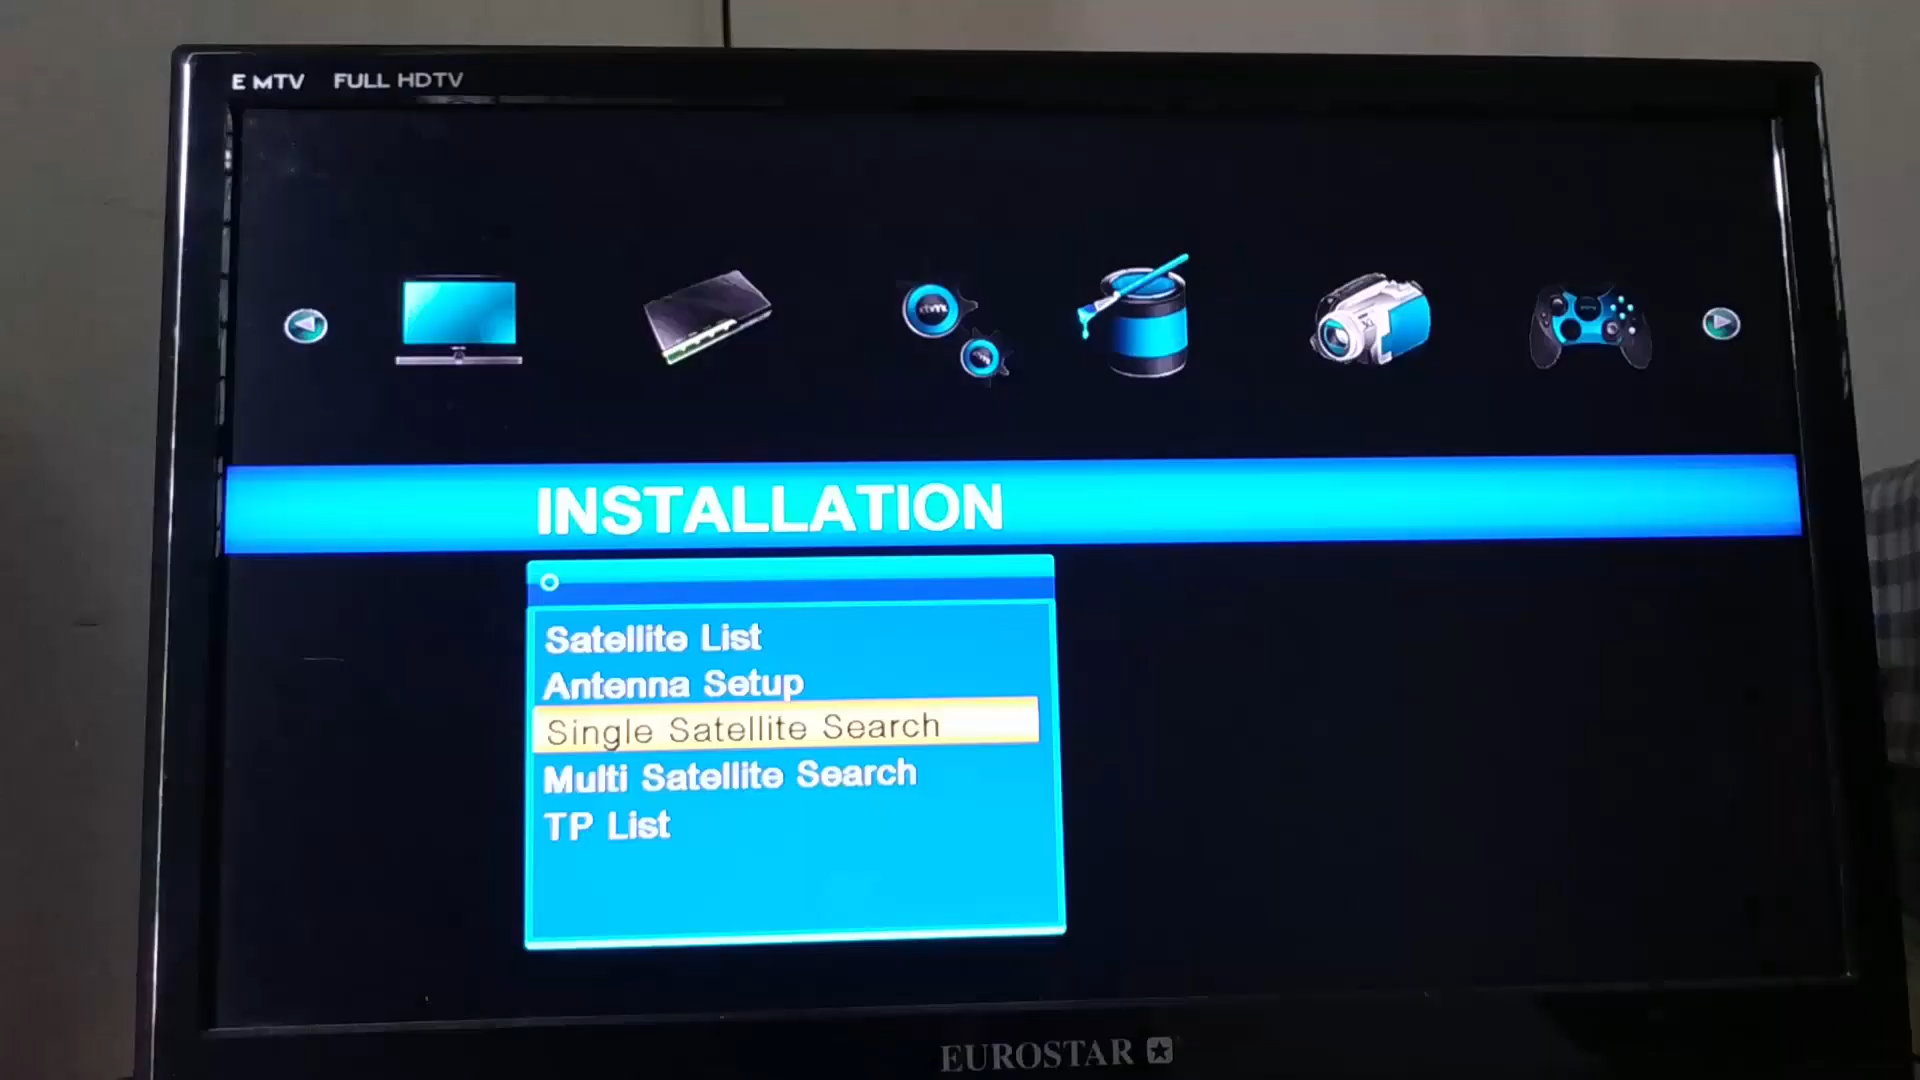 E MTV FULL HDTV
INSTALLATION
Satellite List
Antenna Setup
Single Satellite Search
Multi Satellite Search
TP List
EUROSTAR